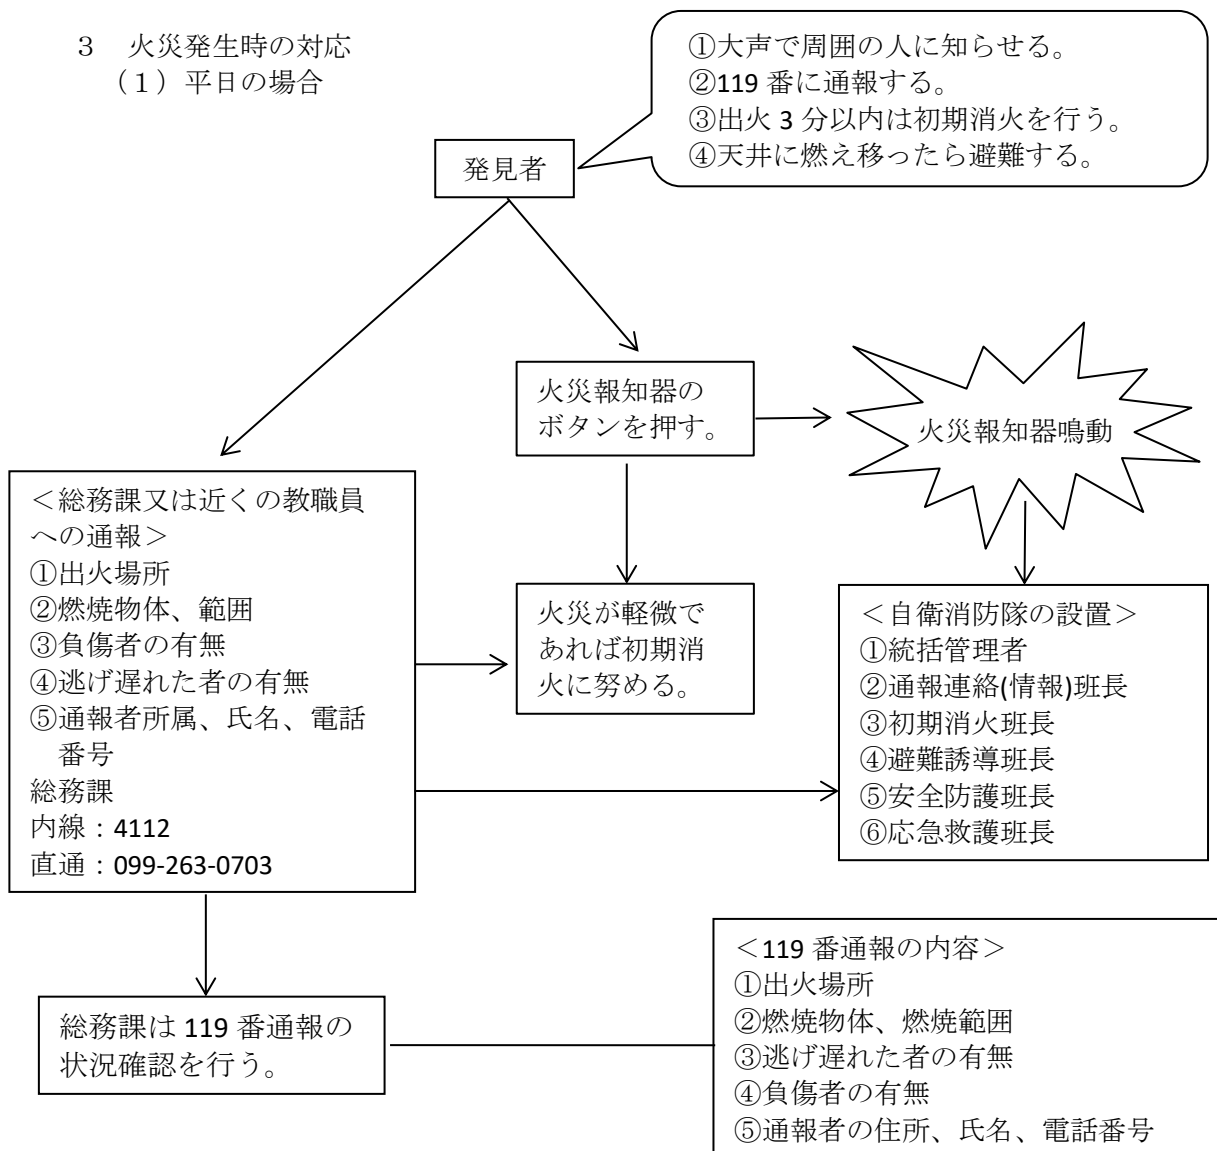 ３　火災発生時の対応
（１）平日の場合
①大声で周囲の人に知らせる。
②119 番に通報する。
③出火 3 分以内は初期消火を行う。
④天井に燃え移ったら避難する。
発見者
火災報知器の
ボタンを押す。
火災報知器鳴動
＜総務課又は近くの教職員
への通報＞
①出火場所
②燃焼物体、範囲
③負傷者の有無
④逃げ遅れた者の有無
⑤通報者所属、氏名、電話
番号
総務課
内線：4112
直通：099-263-0703
火災が軽微で
あれば初期消
火に努める。
＜自衛消防隊の設置＞
①統括管理者
②通報連絡(情報)班長
③初期消火班長
④避難誘導班長
⑤安全防護班長
⑥応急救護班長
総務課は 119 番通報の
状況確認を行う。
＜119 番通報の内容＞
①出火場所
②燃焼物体、燃焼範囲
③逃げ遅れた者の有無
④負傷者の有無
⑤通報者の住所、氏名、電話番号